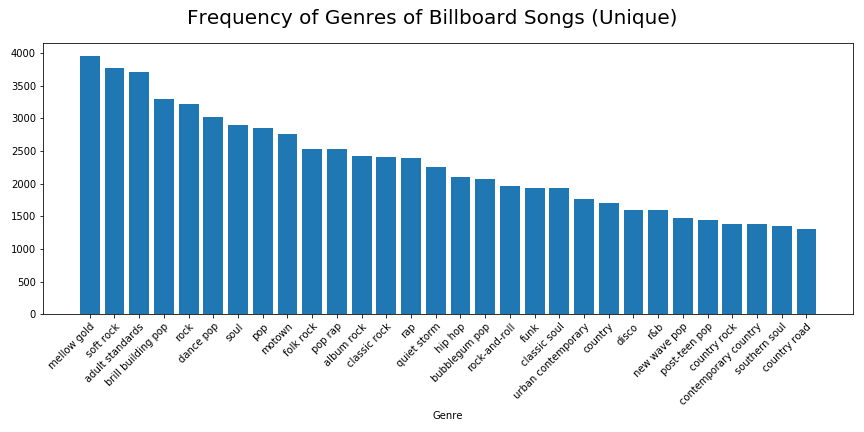 Frequency of Genres of Billboard Songs (Unique)
4000
3500
3000
2500
2000
1500
1000
500
0
mellow gold
soft rock
adult standards
brill building pop
rock
dance pop
soul
pop
motown
folk rock
pop rap
album rock
classic rock
rap
quiet storm
hip hop
bubblegum pop
rock-and-roll
funk
classic soul
urban contemporary
country
disco
r&b
new wave pop
post-teen pop
country rock
contemporary country
southern soul
country road
Genre